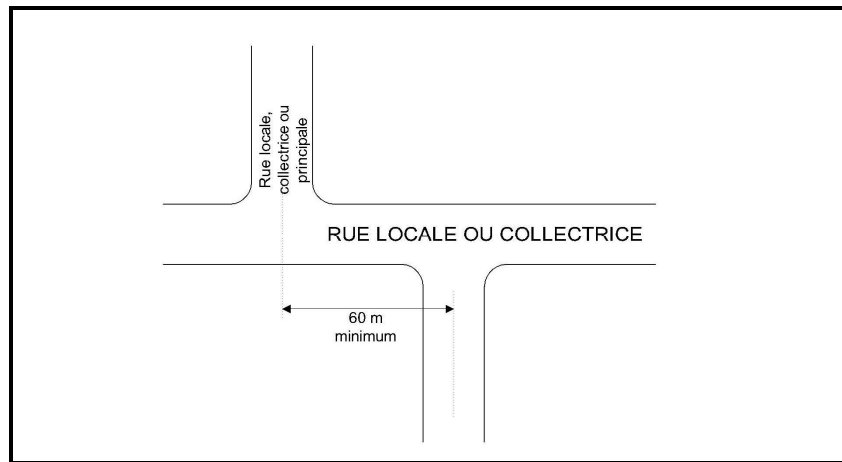 Rue locale,
collectrice ou
principale
RUE LOCALE OU COLLECTRICE
60 m
minimum